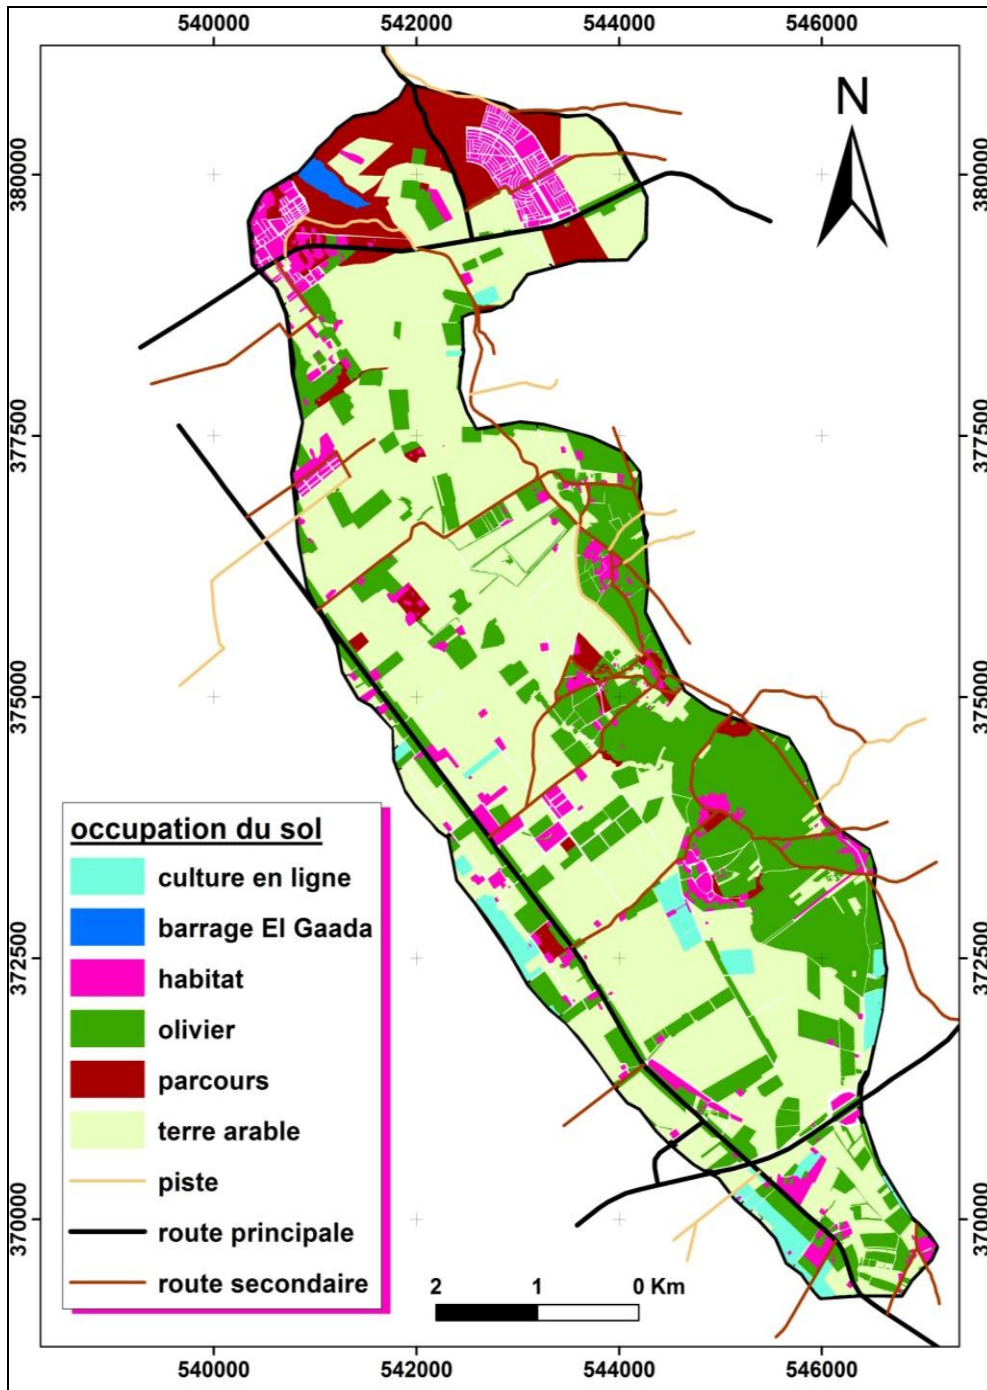 540000 542000 544000 546000
N
380000 380000
377500 377500
375000 375000
occupation du sol
culture en ligne
barrage El Gaada
habitat
olivier
parcours
terre arable
piste
route principale
route secondaire
372500 372500
370000 370000
2 1 0 Km
540000 542000 544000 546000